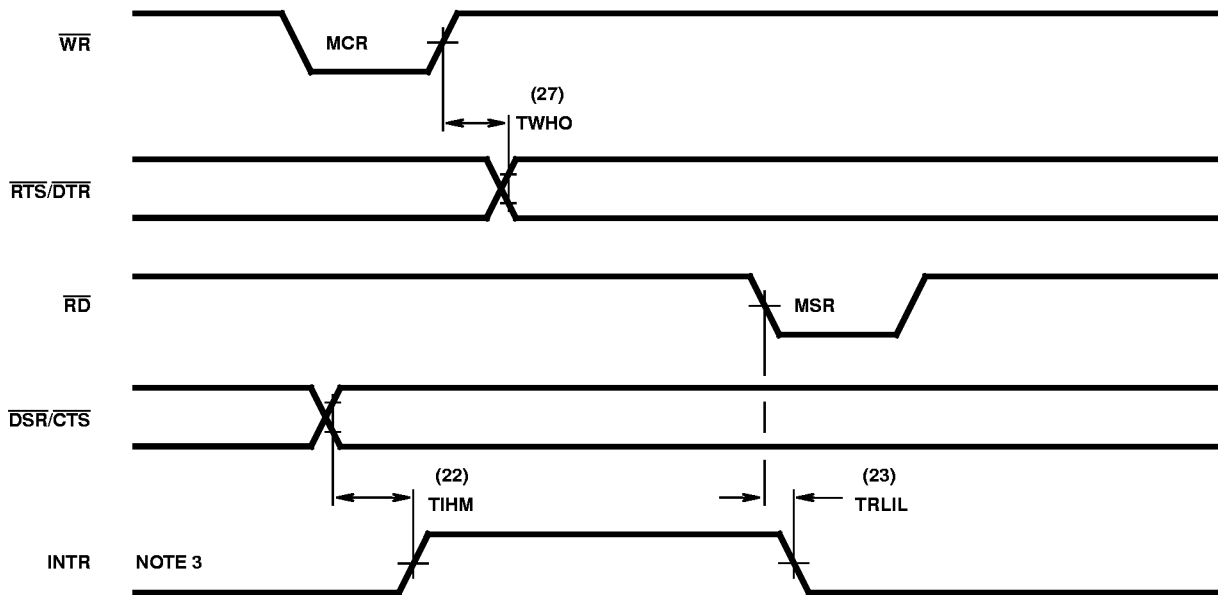 WR
MCR
(27)
TWHO
RTS/DTR
RD
MSR
DSR/CTS
(22)
TIHM
(23)
TRLIL
INTR
NOTE 3